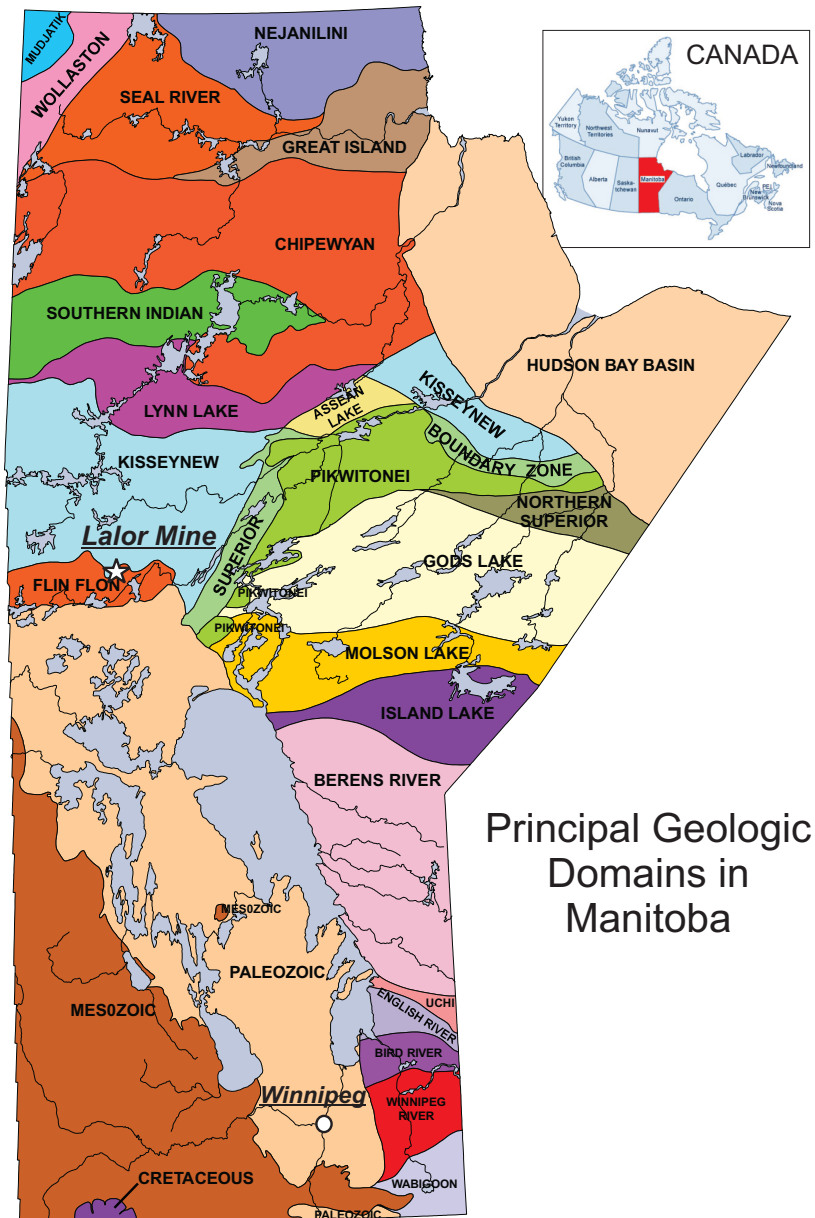 MUDJATIK
WOLLASTON
NEJANILINI
SEAL RIVER
GREAT ISLAND
CHIPEWYAN
SOUTHERN INDIAN
HUDSON BAY BASIN
LYNN LAKE
ASSEAN
LAKE
KISSEYNEW
KISSEYNEW
BOUNDARY ZONE
PIKWITONEI
NORTHERN
SUPERIOR
Lalor Mine
SUPERIOR
GODS LAKE
FLIN FLON
PIKWITONEI
PIKWITONEI
MOLSON LAKE
ISLAND LAKE
BERENS RIVER
MES0ZOIC
PALEOZOIC
MES0ZOIC
UCHI
ENGLISH RIVER
BIRD RIVER
Winnipeg
WINNIPEG
RIVER
CRETACEOUS
WABIGOON
PALEOZOIC
CANADA
Yukon
Territory
Northwest
Territories
Nunavut
British
Columbia
Alberta
Saska-
tchewan
Manitoba
Ontario
Québec
Labrador
Newfoundland
PEI
New
Brunswick
Nova
Scotia
Principal Geologic
Domains in
Manitoba